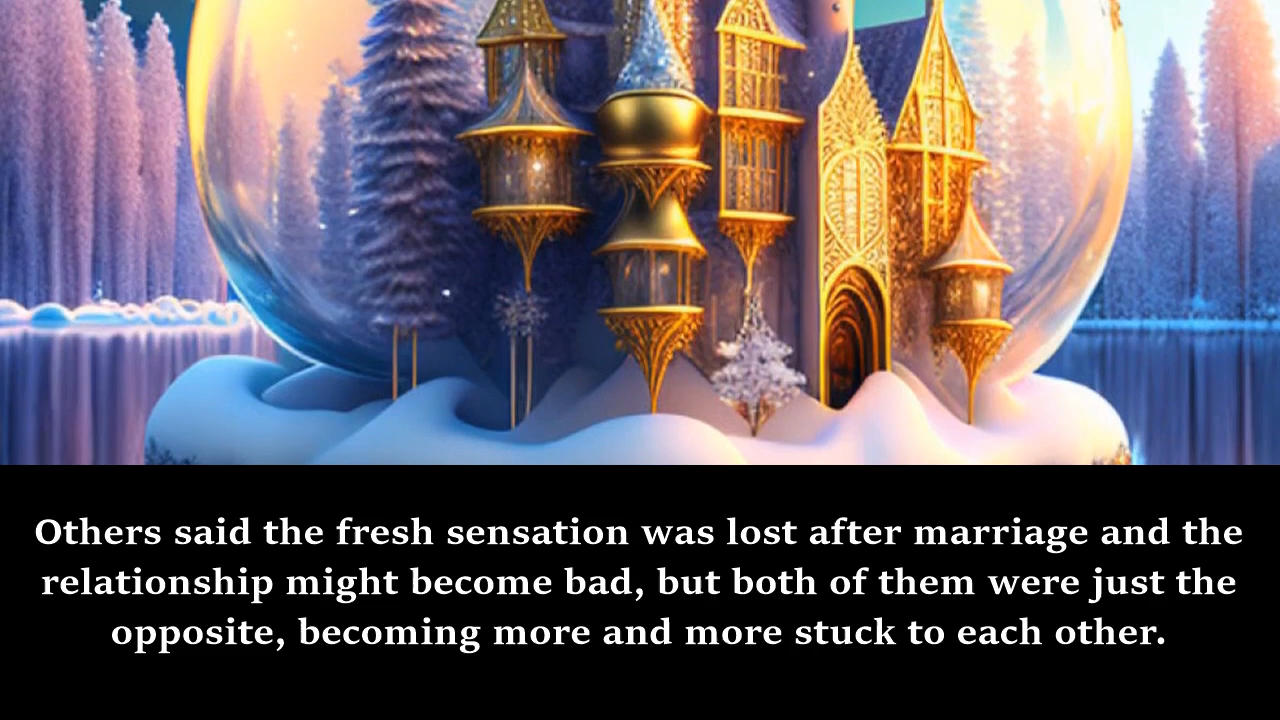 Others said the fresh sensation was lost after marriage and the
relationship might become bad, but both of them were just the
opposite, becoming more and more stuck to each other.